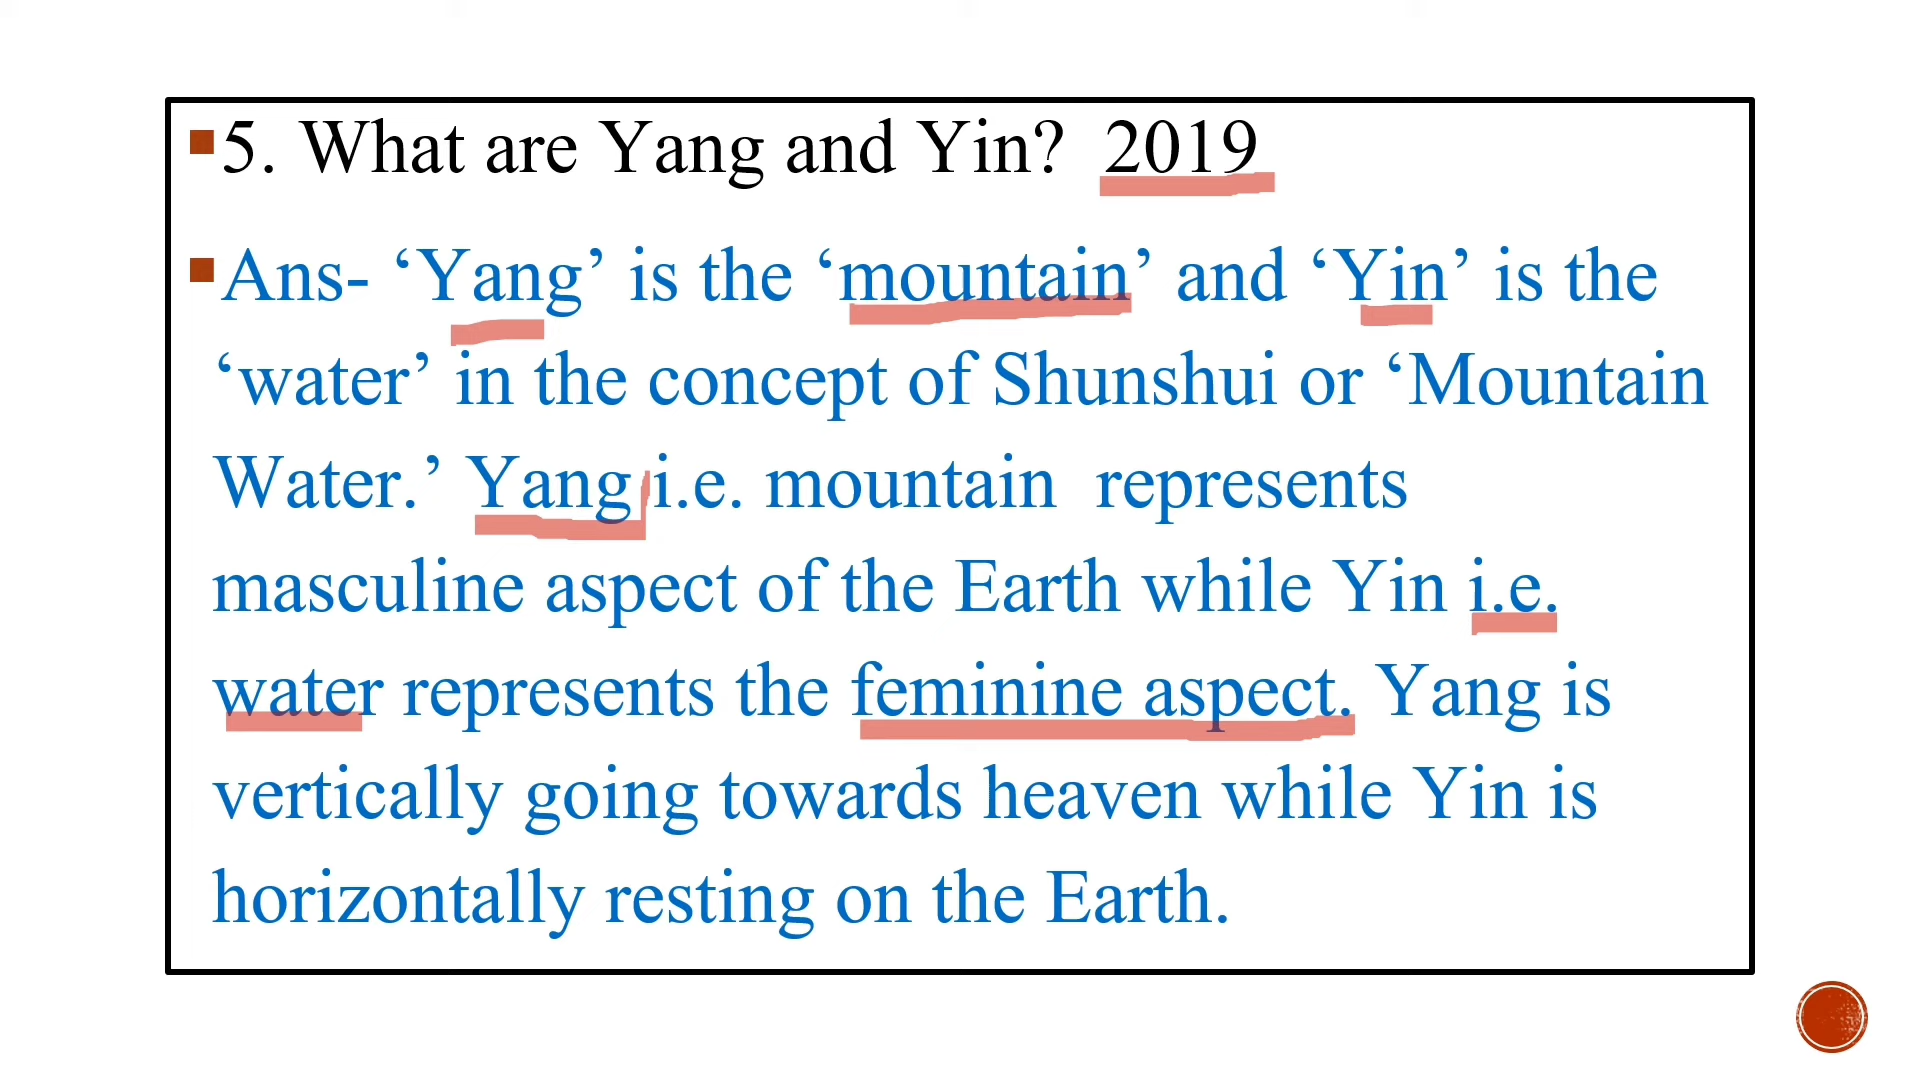 5. What are Yang and Yin? 2019
Ans- ‘Yang’ is the ‘mountain’ and ‘Yin’ is the
‘water’ in the concept of Shunshui or ‘Mountain
Water.’ Yang i.e. mountain represents
masculine aspect of the Earth while Yin i.e.
water represents the feminine aspect. Yang is
vertically going towards heaven while Yin is
horizontally resting on the Earth.